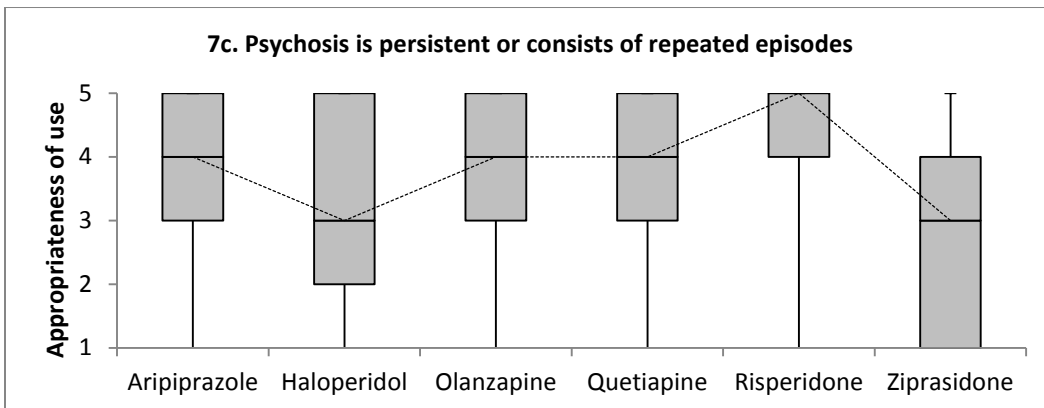 7c. Psychosis is persistent or consists of repeated episodes
Appropriateness of use
5
4
3
2
1
Aripiprazole Haloperidol Olanzapine Quetiapine Risperidone Ziprasidone